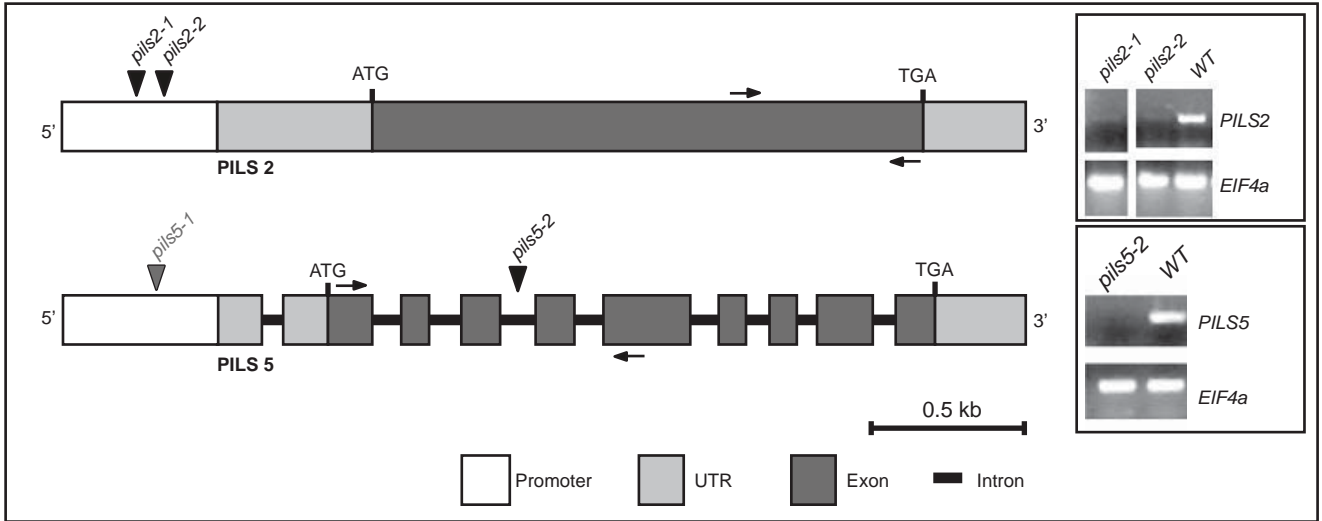 pils2-1
pils2-2
ATG
TGA
5’
3’
PILS 2
pils5-1
pils5-2
ATG
TGA
5’
3’
PILS 5
0.5 kb
Promoter
UTR
Exon
Intron
pils2-1
pils2-2
WT
PILS2
EIF4a
pils5-2
WT
PILS5
EIF4a